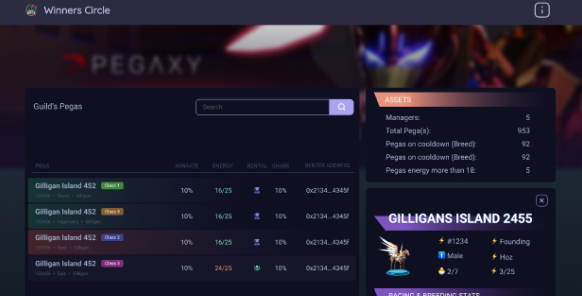 Winners Circle
PEGAXY
Guild's Pegas
Search
PEGA WINRATE ENERGY RENTAL SHARE RENTER ADDRESS
Gilligan Island 452 Class 1
10% 16/25 10% 0x2134...4345f
Gilligan Island 452 Class 4
10% 16/25 10% 0x2134...4345f
Gilligan Island 452 Class 2
10% 16/25 10% 0x2134...4345f
Gilligan Island 452
10% 24/25 10% 0x2134...4345f
ASSETS
Managers: 5
Total Pega(s): 953
Pegas on cooldown (Breed): 92
Pegas on cooldown (Breed): 92
Pegas energy more than 18: 5
GILLIGANS ISLAND 2455
#1234 Founding
Male Hoz
2/7 3/25
RACING & BREEDING STATS